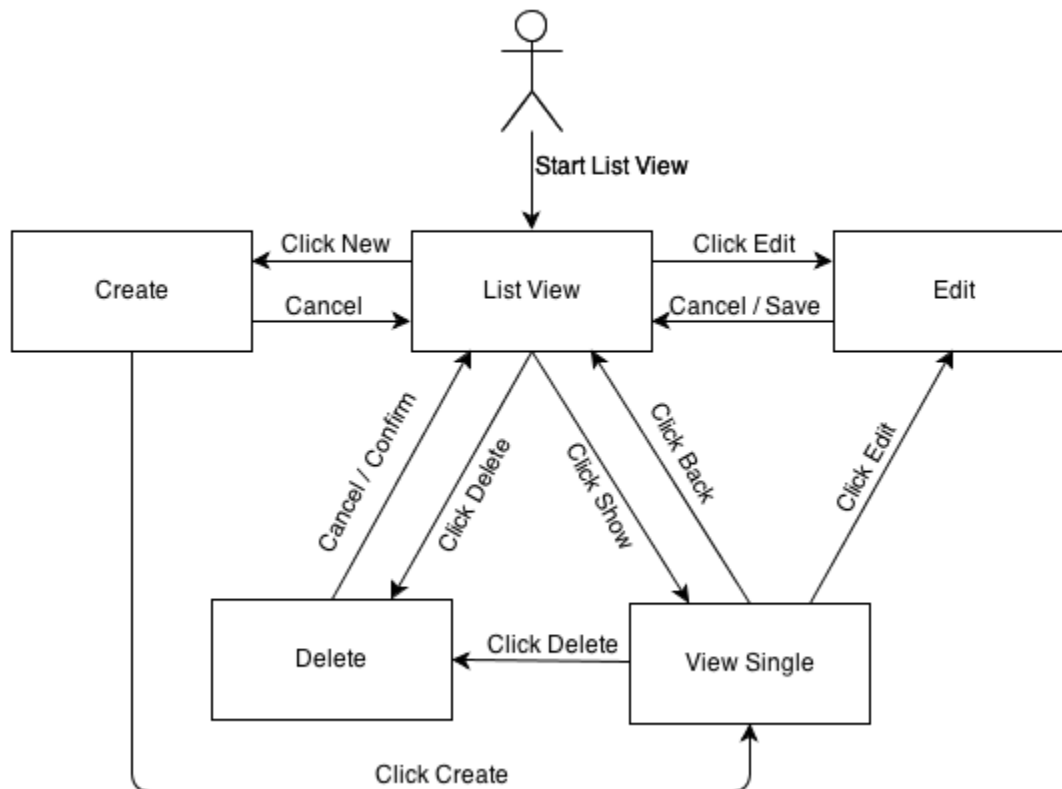 Start List View
Click New
Click Edit
Create
List View
Edit
Cancel
Cancel / Save
Cancel / Confirm
Click Delete
Click Show
Click Back
Click Edit
Delete
Click Delete
View Single
Click Create